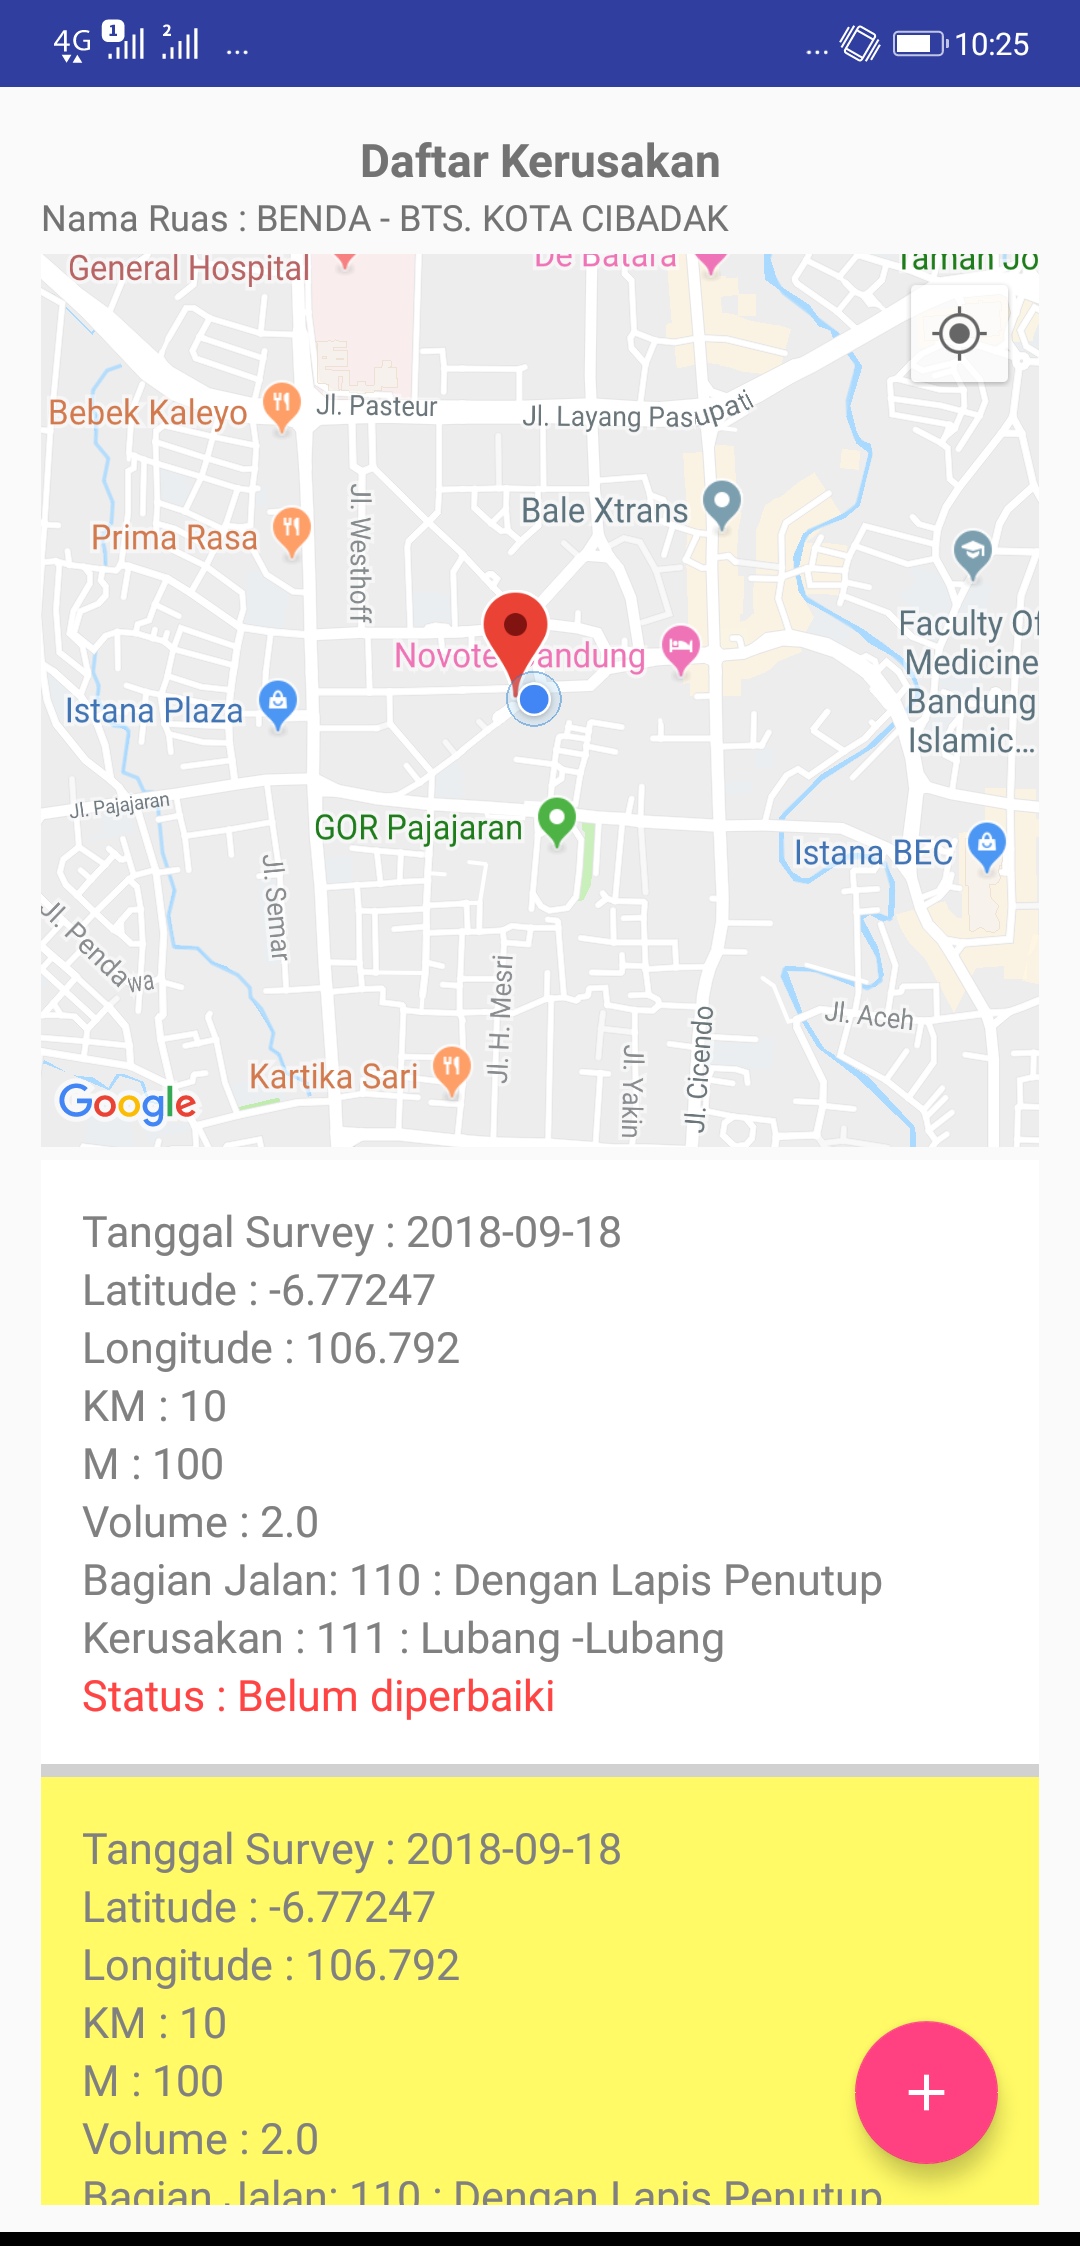 4G 1 2 ... ... 10:25
Daftar Kerusakan
Nama Ruas : BENDA - BTS. KOTA CIBADAK
General Hospital
De Batara
Taman Jo
Bebek Kaleyo
Jl. Pasteur
Jl. Layang Pasupati
Jl. Westhoff
Bale Xtrans
Prima Rasa
Faculty Of
Medicine
Bandung
Islamic...
Novote andung
Istana Plaza
Jl. Pajajaran
GOR Pajajaran
Istana BEC
Jl. Semar
Jl. Pendawa
Jl. H. Mesri
Jl. Cicendo
Jl. Aceh
Jl. Yakin
Kartika Sari
Google
Tanggal Survey : 2018-09-18
Latitude : -6.77247
Longitude : 106.792
KM : 10
M : 100
Volume : 2.0
Bagian Jalan: 110 : Dengan Lapis Penutup
Kerusakan : 111 : Lubang -Lubang
Status : Belum diperbaiki
Tanggal Survey : 2018-09-18
Latitude : -6.77247
Longitude : 106.792
KM : 10
M : 100
Volume : 2.0
Bagian Jalan: 110 : Dengan Lapis Penutup